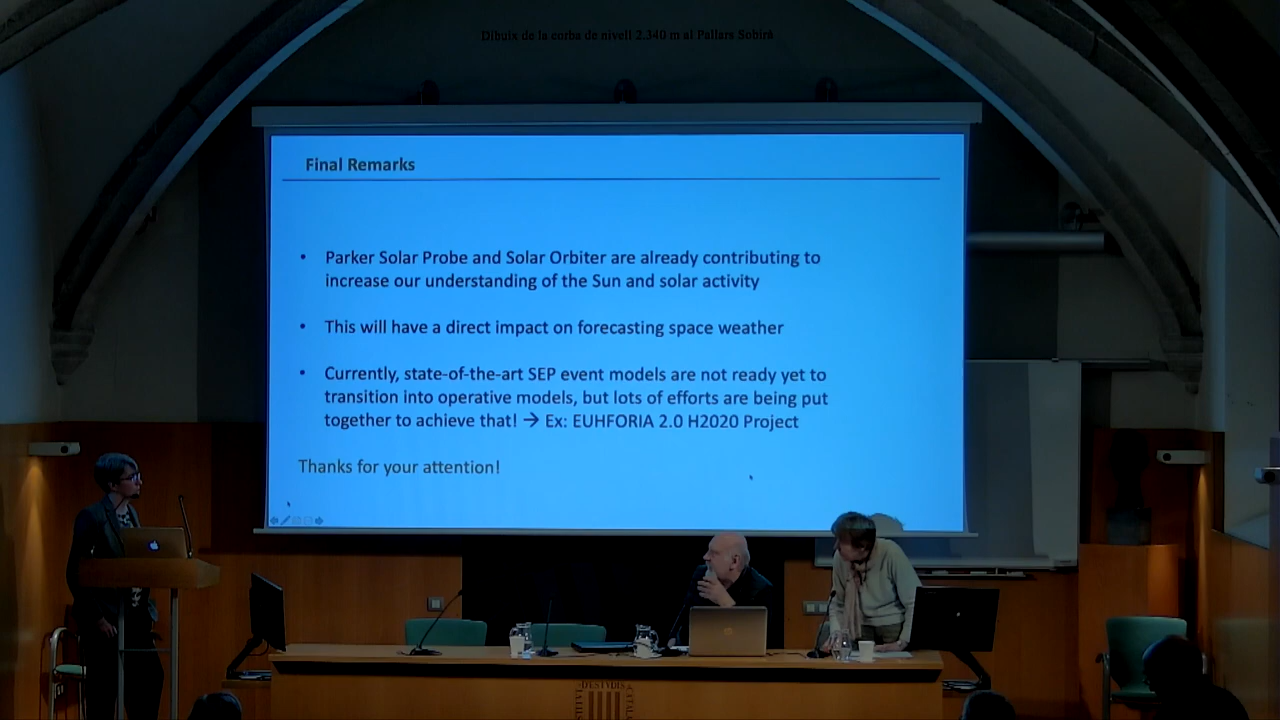 Dibuix de la corba de nivell 2.340 m al Pallars Sobirà
Final Remarks
• Parker Solar Probe and Solar Orbiter are already contributing to
increase our understanding of the Sun and solar activity
• This will have a direct impact on forecasting space weather
• Currently, state-of-the-art SEP event models are not ready yet to
transition into operative models, but lots of efforts are being put
together to achieve that! → Ex: EUHFORIA 2.0 H2020 Project
Thanks for your attention!